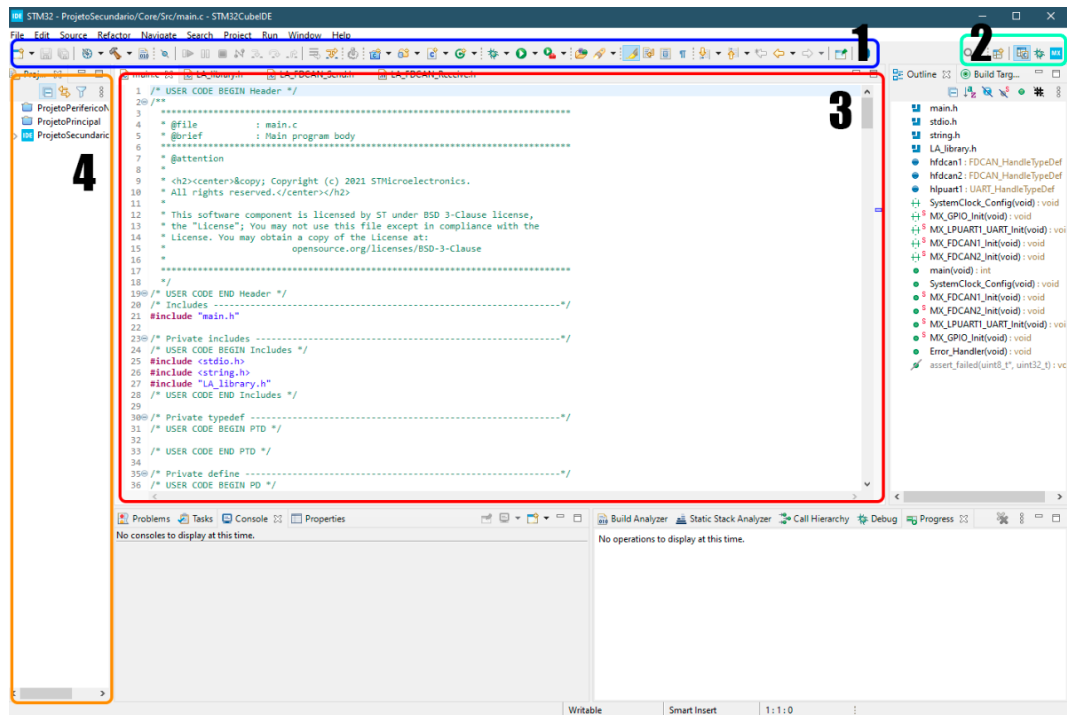 IDE STM32 - ProjetoSecundario/Core/Src/main.c - STM32CubeIDE
File Edit Source Refactor Navigate Search Project Run Window Help
1
2
MX
Proj...
main.c LA_library.h LA_FDCAN_Send.h LA_FDCAN_Receive.h
Outline Build Targ...
3
4
ProjetoPerifericoN
ProjetoPrincipal
IDE ProjetoSecundaric
1 /* USER CODE BEGIN Header */
2 /**
3 ******************************************************************************
4 * @file : main.c
5 * @brief : Main program body
6 ******************************************************************************
7 * @attention
8 *
9 * <h2><center>&copy; Copyright (c) 2021 STMicroelectronics.
10 * All rights reserved.</center></h2>
11 *
12 * This software component is licensed by ST under BSD 3-Clause license,
13 * the "License"; You may not use this file except in compliance with the
14 * License. You may obtain a copy of the License at:
15 * opensource.org/licenses/BSD-3-Clause
16 *
17 ******************************************************************************
18 */
19 /* USER CODE END Header */
20 /* Includes ------------------------------------------------------------------*/
21 #include "main.h"
22
23 /* Private includes ----------------------------------------------------------*/
24 /* USER CODE BEGIN Includes */
25 #include <stdio.h>
26 #include <string.h>
27 #include "LA_library.h"
28 /* USER CODE END Includes */
29
30 /* Private typedef -----------------------------------------------------------*/
31 /* USER CODE BEGIN PTD */
32
33 /* USER CODE END PTD */
34
35 /* Private define ------------------------------------------------------------*/
36 /* USER CODE BEGIN PD */
main.h
stdio.h
string.h
LA_library.h
hfdcan1 : FDCAN_HandleTypeDef
hfdcan2 : FDCAN_HandleTypeDef
hlpuart1 : UART_HandleTypeDef
SystemClock_Config(void) : void
S MX_GPIO_Init(void) : void
S MX_LPUART1_UART_Init(void) : void
S MX_FDCAN1_Init(void) : void
S MX_FDCAN2_Init(void) : void
main(void) : int
SystemClock_Config(void) : void
S MX_FDCAN1_Init(void) : void
S MX_FDCAN2_Init(void) : void
S MX_LPUART1_UART_Init(void) : voi
S MX_GPIO_Init(void) : void
Error_Handler(void) : void
assert_failed(uint8_t*, uint32_t) : vc
Problems Tasks Console Properties
No consoles to display at this time.
Build Analyzer Static Stack Analyzer Call Hierarchy Debug Progress
No operations to display at this time.
Writable Smart Insert 1 : 1 : 0